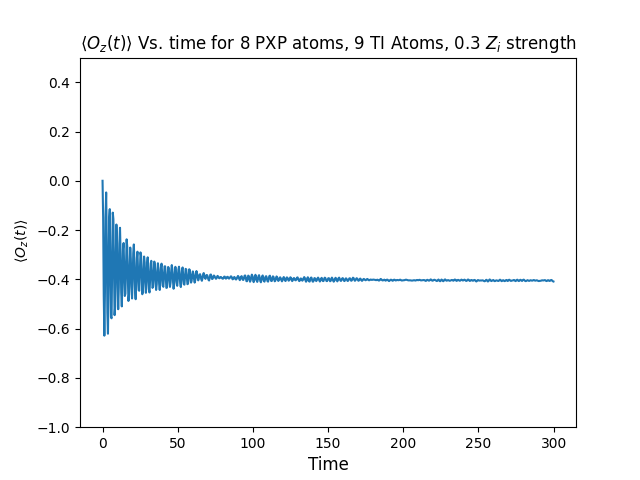 ⟨O_z(t)⟩ Vs. time for 8 PXP atoms, 9 TI Atoms, 0.3 Z_i strength
⟨O_z(t)⟩
0.4
0.2
0.0
−0.2
−0.4
−0.6
−0.8
−1.0
0 50 100 150 200 250 300
Time